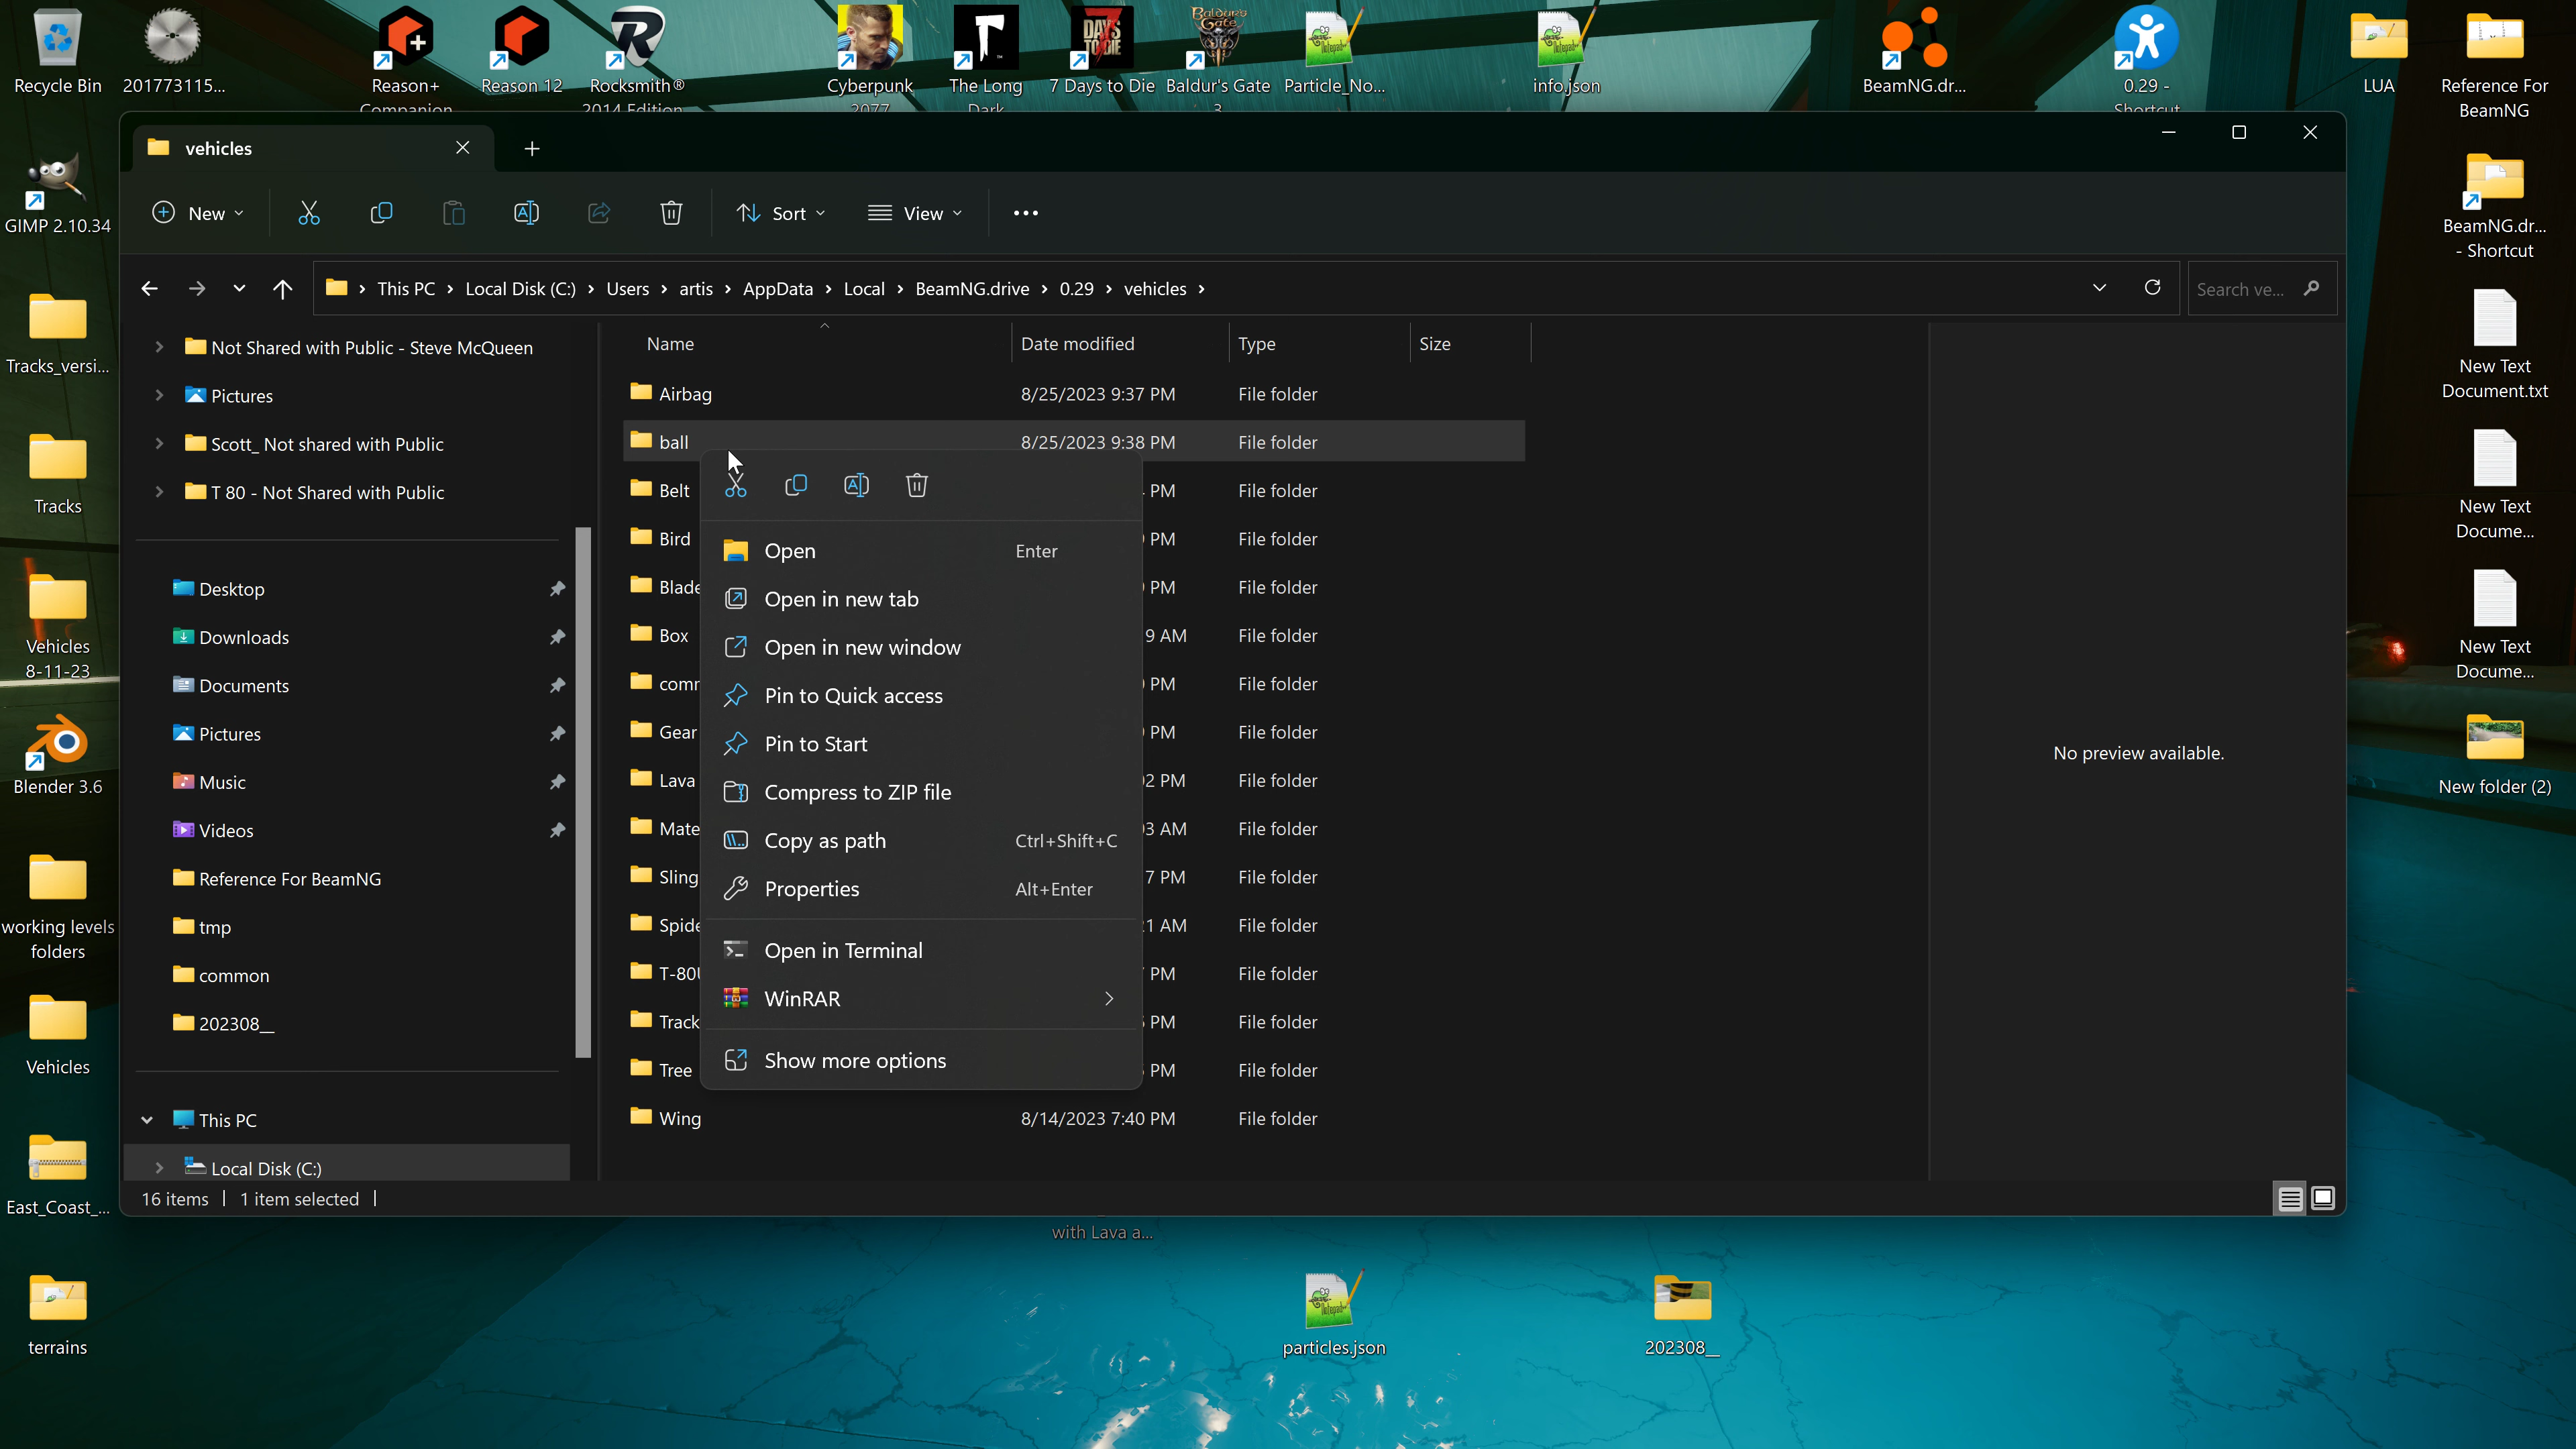 Recycle Bin
201773115...
Reason+
Companion
Reason 12
Rocksmith®
2014 Edition
Cyberpunk
2077
The Long
Dark
7 Days to Die
Baldur's Gate
3
Particle_No...
info.json
BeamNG.dr...
0.29 -
Shortcut
LUA
Reference For
BeamNG
vehicles
New
Sort
View
This PC
Local Disk (C:)
Users
artis
AppData
Local
BeamNG.drive
0.29
vehicles
Search ve...
GIMP 2.10.34
Tracks_versi...
Tracks
Vehicles
8-11-23
Blender 3.6
working levels
folders
Vehicles
East_Coast_...
terrains
Not Shared with Public - Steve McQueen
Pictures
Scott_ Not shared with Public
T 80 - Not Shared with Public
Desktop
Downloads
Documents
Pictures
Music
Videos
Reference For BeamNG
tmp
common
202308__
This PC
Local Disk (C:)
Name
Date modified
Type
Size
Airbag 8/25/2023 9:37 PM File folder
ball 8/25/2023 9:38 PM File folder
Belt PM File folder
Bird PM File folder
Blade PM File folder
Box 9 AM File folder
comr PM File folder
Gear PM File folder
Lava 2 PM File folder
Mate 3 AM File folder
Sling 7 PM File folder
Spide 1 AM File folder
T-80U PM File folder
Track PM File folder
Tree PM File folder
Wing 8/14/2023 7:40 PM File folder
Open Enter
Open in new tab
Open in new window
Pin to Quick access
Pin to Start
Compress to ZIP file
Copy as path Ctrl+Shift+C
Properties Alt+Enter
Open in Terminal
WinRAR
Show more options
No preview available.
16 items
1 item selected
BeamNG.dr...
- Shortcut
New Text
Document.txt
New Text
Docume...
New Text
Docume...
New folder (2)
with Lava a...
particles.json
202308__